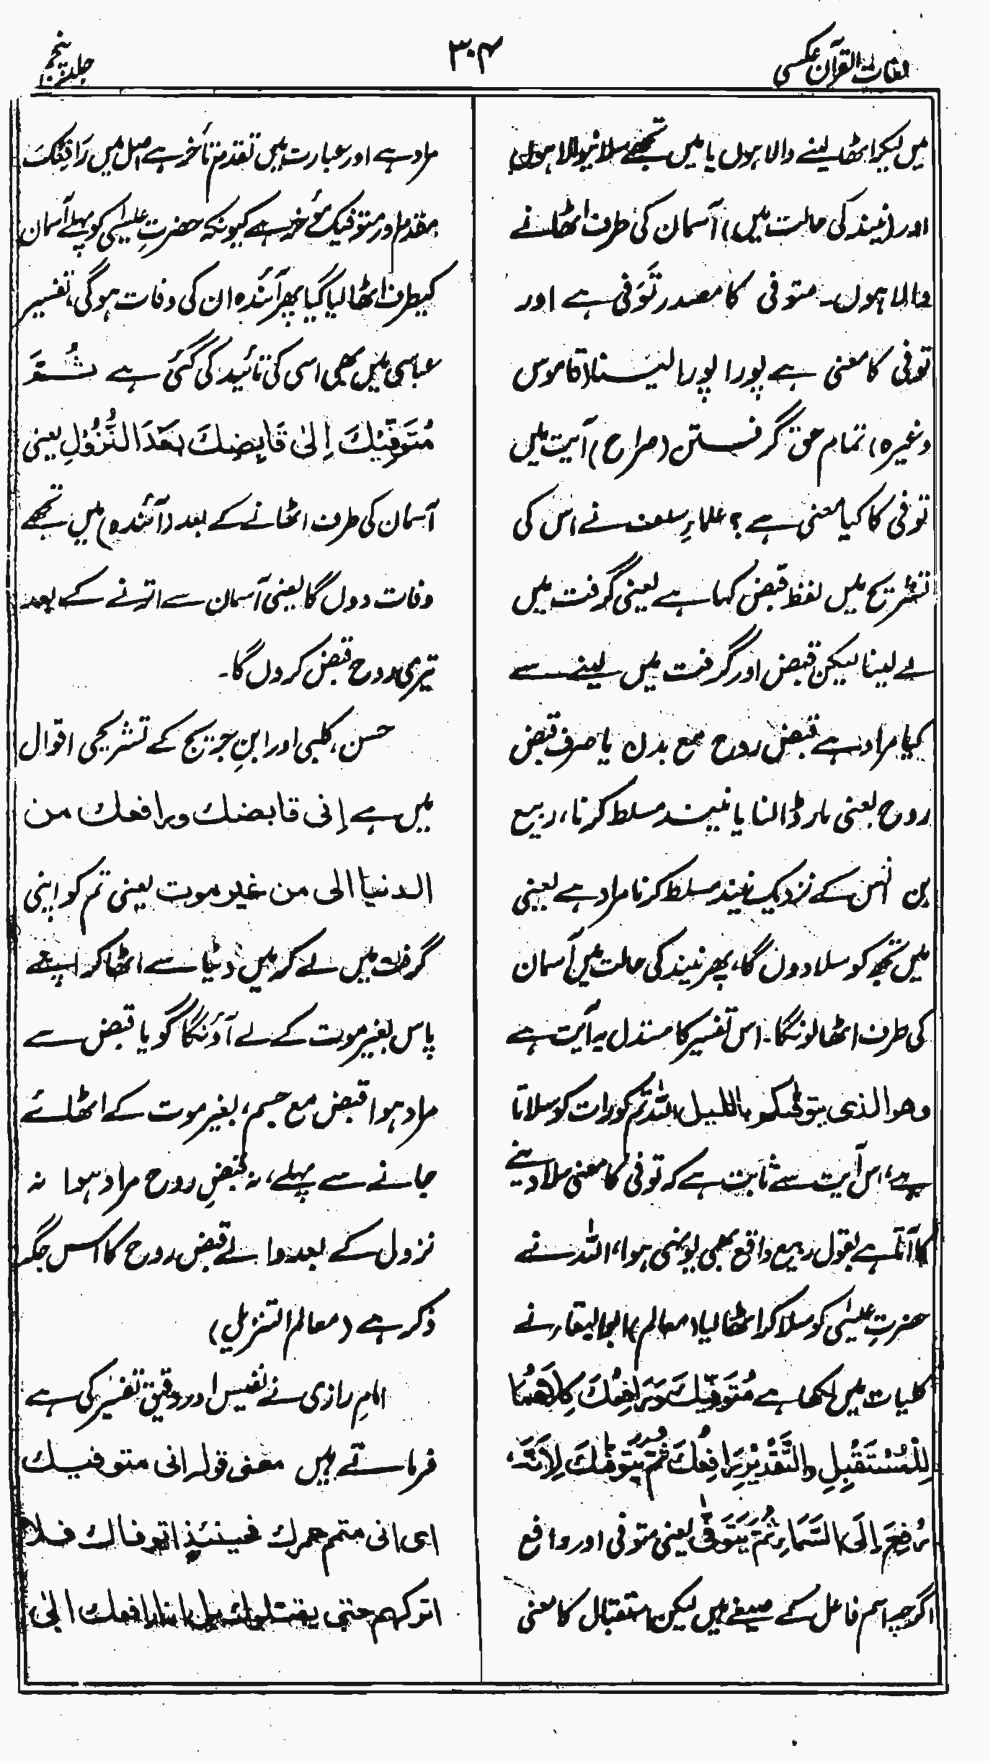 لغات القرآن عکسی
۳۰۴
جلد پنجم
میں لیکر اٹھا لینے والا ہوں یا میں تجھے سلانیوالا ہوں
اور (نیند کی حالت میں) آسمان کی طرف اٹھانے
والا ہوں۔ متوفی کا مصدر تَوَفّی ہے اور
توفی کا معنی ہے پورا پورا لینا (قاموس
وغیرہ) تمام حق گرفتن (صراح) آیت میں
توفی کا کیا معنی ہے؟ علماءِ سلف نے اس کی
تشریح میں لفظ قبض کہا ہے یعنی گرفت میں
لے لینا لیکن قبض اور گرفت میں لینے سے
کیا مراد ہے قبض روح مع بدن یا صرف قبض
روح یعنی مار ڈالنا یا نیند مسلط کرنا، ربیع
بن انس کے نزدیک نیند مسلط کرنا مراد ہے یعنی
میں تجھ کو سلا دوں گا، پھر نیند کی حالت میں آسمان
کی طرف اٹھا لونگا۔ اس تفسیر کا مستدل یہ آیت ہے
وھو الذی یتوفٰکم باللیل، اللہ تم کو رات کو سلاتا
ہے، اس آیت سے ثابت ہے کہ توفی کا معنی سلا دینے
کا آتا ہے بقول ربیع واقع بھی یونہی ہوا، اللہ نے
حضرتِ عیسٰی کو سلا کر اٹھا لیا (معالم) ابوالبقاء نے
کلیات میں لکھا ہے مُتَوَفِّیْکَ وَرَافِعُکَ کِلَاھُمَا
لِلْمُسْتَقْبِلِ وَالتَّقْدِیْرُ رَافِعُکَ ثُمَّ مُتَوَفِّیْکَ لِاَنَّہٗ
رُفِعَ اِلَی السَّمَاءِ ثُمَّ یُتَوَفّٰی یعنی متوفی اور رافع
اگرچہ اسم فاعل کے صیغے ہیں لیکن استقبال کا معنی
مراد ہے اور عبارت میں تقدم تأخر ہے اصل میں رَافِعُکَ
مقدم اور متوفیک مؤخر ہے کیونکہ حضرتِ عیسٰی کو پہلے آسمان
کیطرف اٹھا لیا گیا پھر آئندہ ان کی وفات ہوگی، تفسیر
عباسی میں بھی اسی کی تائید کی گئی ہے ثُمَّ
مُتَوَفِّیْکَ اِلیٰ قَابِضُکَ بَعْدَ النُّزُوْلِ یعنی
آسمان کی طرف اٹھانے کے بعد (آئندہ) میں تجھے
وفات دوں گا یعنی آسمان سے اترنے کے بعد
تیری روح قبض کروں گا۔
حسن، کلبی اور ابنِ جریج کے تشریحی اقوال
میں ہے اِنی قابضک ورافعک من
الدنیا الی من غیر موت یعنی تم کو اپنی
گرفت میں لے کر میں دنیا سے اٹھا کر اپنے
پاس بغیر موت کے لے آؤنگا گویا قبض سے
مراد ہوا قبض مع جسم، بغیر موت کے اٹھائے
جانے سے پہلے، نہ قبضِ روح مراد ہوا نہ
نزول کے بعد والے قبض روح کا اس جگہ
ذکر ہے (معالم التنزیل)
امام رازی نے نفیس اور دقیق تفسیر کی ہے
فرماتے ہیں معنی قولہ انی متوفیک
ای انی متمم عمرک فحینئذٍ اتوفاک فلا
اترکھم حتی یقتلوک بل انا رافعک الیٰ